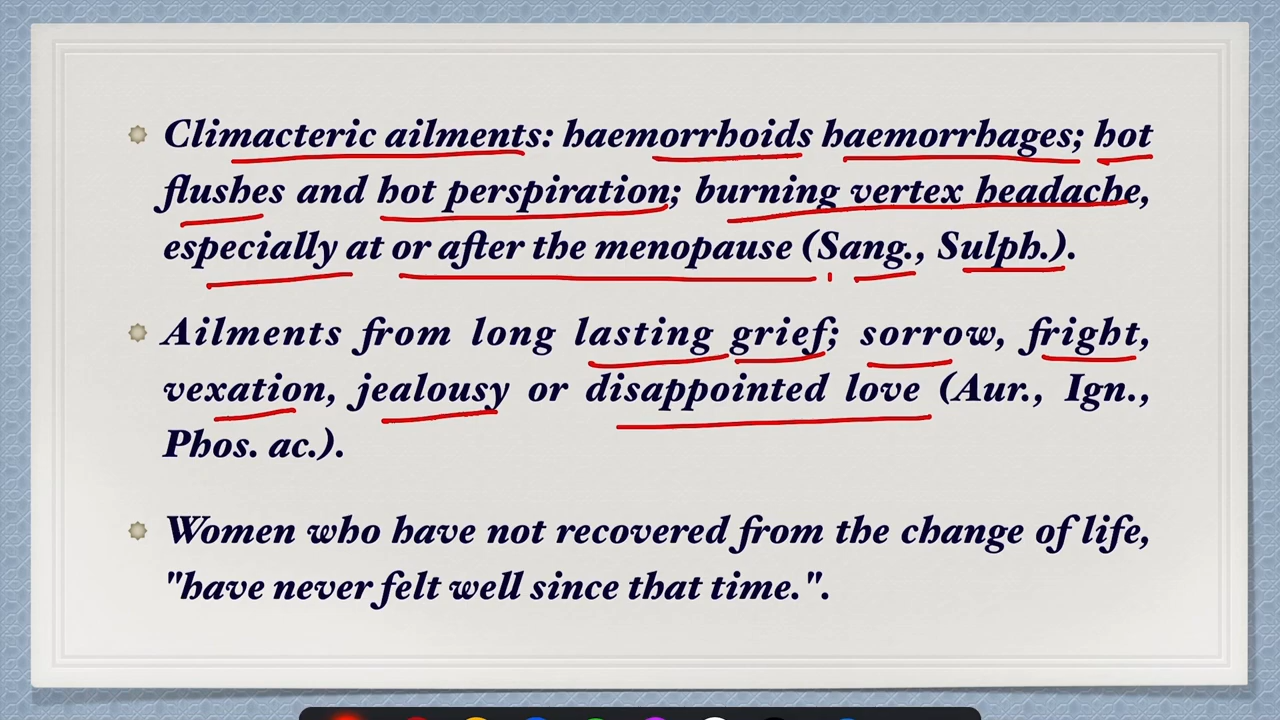 Climacteric ailments: haemorrhoids haemorrhages; hot
flushes and hot perspiration; burning vertex headache,
especially at or after the menopause (Sang., Sulph.).
Ailments from long lasting grief; sorrow, fright,
vexation, jealousy or disappointed love (Aur., Ign.,
Phos. ac.).
Women who have not recovered from the change of life,
"have never felt well since that time.".